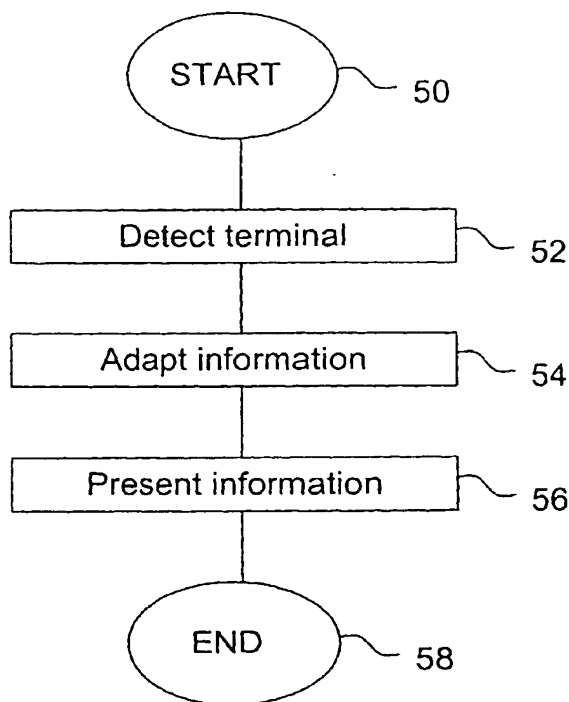 START
50
Detect terminal
52
Adapt information
54
Present information
56
END
58